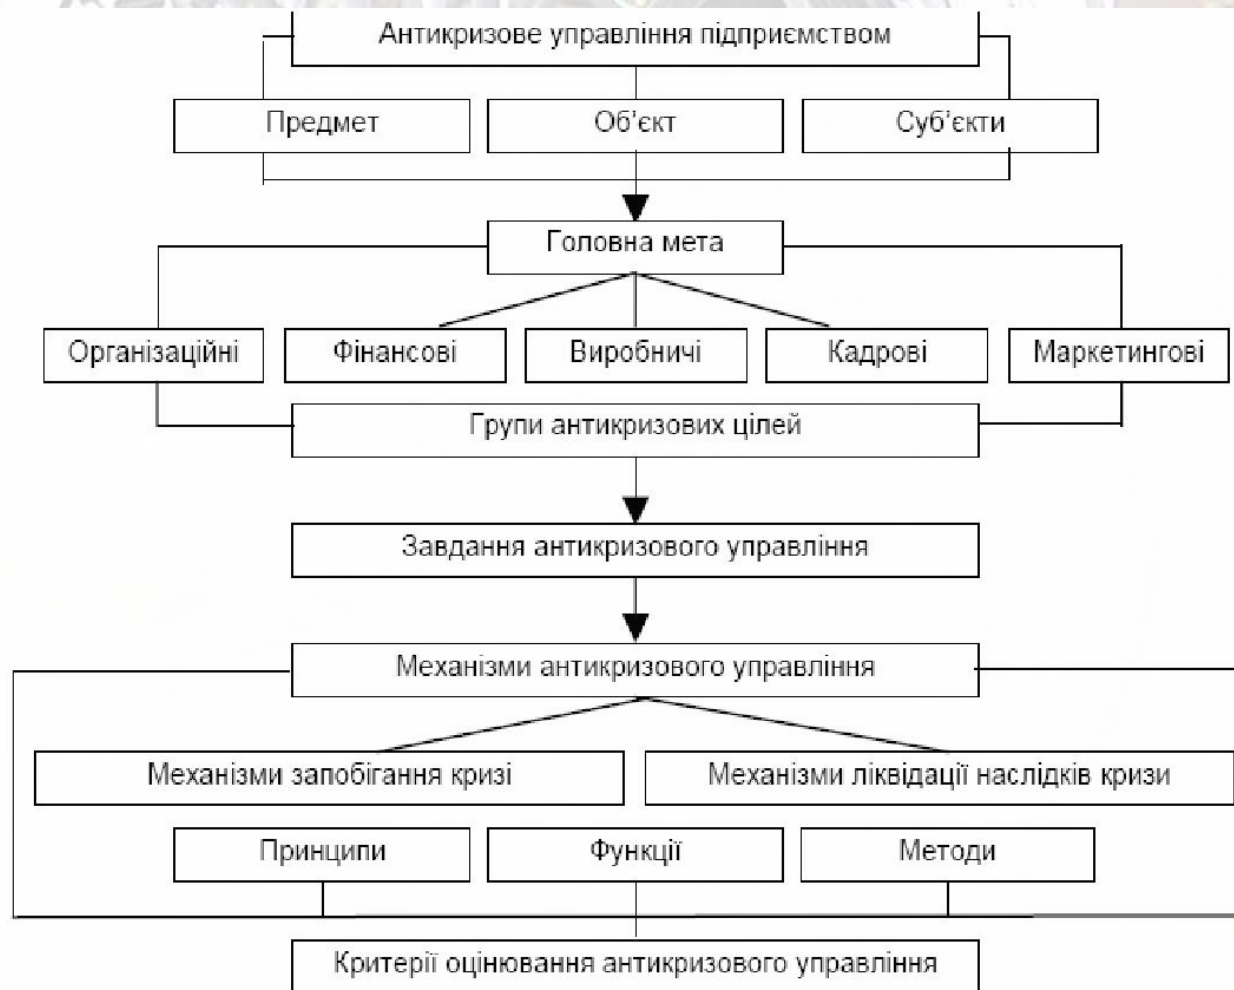 Антикризове управління підприємством
Предмет
Об'єкт
Суб'єкти
Головна мета
Організаційні
Фінансові
Виробничі
Кадрові
Маркетингові
Групи антикризових цілей
Завдання антикризового управління
Механізми антикризового управління
Механізми запобігання кризі
Механізми ліквідації наслідків кризи
Принципи
Функції
Методи
Критерії оцінювання антикризового управління